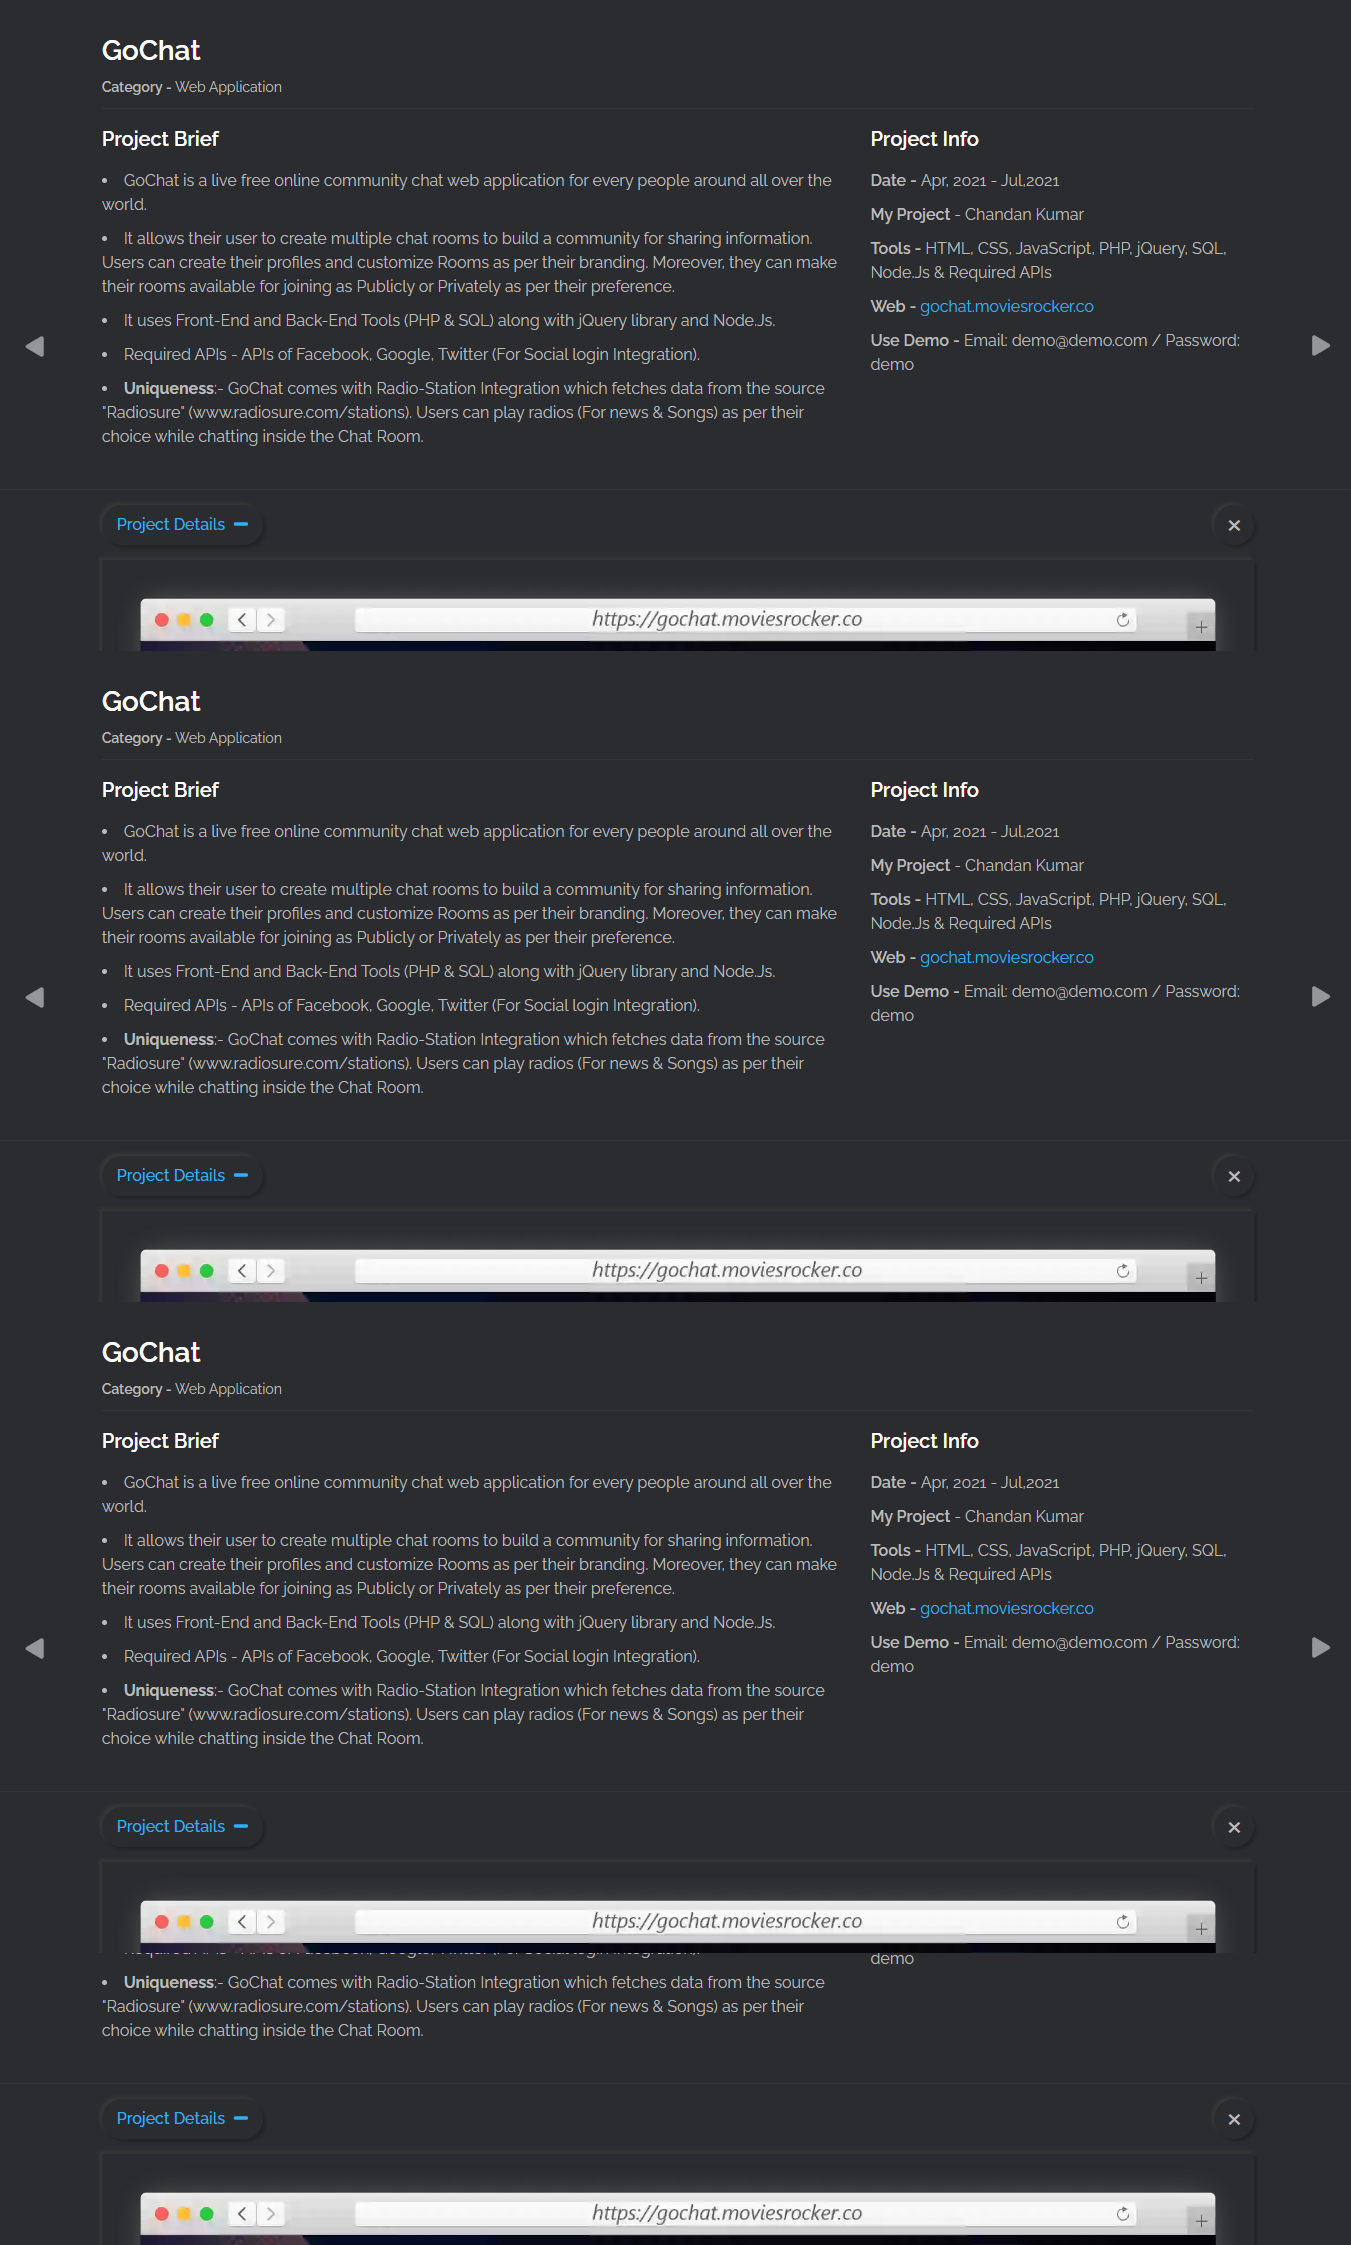 GoChat
Category - Web Application
Project Brief
Project Info
• GoChat is a live free online community chat web application for every people around all over the
world.
• It allows their user to create multiple chat rooms to build a community for sharing information.
Users can create their profiles and customize Rooms as per their branding. Moreover, they can make
their rooms available for joining as Publicly or Privately as per their preference.
• It uses Front-End and Back-End Tools (PHP & SQL) along with jQuery library and Node.Js.
• Required APIs - APIs of Facebook, Google, Twitter (For Social login Integration).
• Uniqueness:- GoChat comes with Radio-Station Integration which fetches data from the source
"Radiosure" (www.radiosure.com/stations). Users can play radios (For news & Songs) as per their
choice while chatting inside the Chat Room.
Date - Apr, 2021 - Jul,2021
My Project - Chandan Kumar
Tools - HTML, CSS, JavaScript, PHP, jQuery, SQL,
Node.Js & Required APIs
Web - gochat.moviesrocker.co
Use Demo - Email: demo@demo.com / Password:
demo
Project Details
https://gochat.moviesrocker.co
GoChat
Category - Web Application
Project Brief
Project Info
• GoChat is a live free online community chat web application for every people around all over the
world.
• It allows their user to create multiple chat rooms to build a community for sharing information.
Users can create their profiles and customize Rooms as per their branding. Moreover, they can make
their rooms available for joining as Publicly or Privately as per their preference.
• It uses Front-End and Back-End Tools (PHP & SQL) along with jQuery library and Node.Js.
• Required APIs - APIs of Facebook, Google, Twitter (For Social login Integration).
• Uniqueness:- GoChat comes with Radio-Station Integration which fetches data from the source
"Radiosure" (www.radiosure.com/stations). Users can play radios (For news & Songs) as per their
choice while chatting inside the Chat Room.
Date - Apr, 2021 - Jul,2021
My Project - Chandan Kumar
Tools - HTML, CSS, JavaScript, PHP, jQuery, SQL,
Node.Js & Required APIs
Web - gochat.moviesrocker.co
Use Demo - Email: demo@demo.com / Password:
demo
Project Details
https://gochat.moviesrocker.co
GoChat
Category - Web Application
Project Brief
Project Info
• GoChat is a live free online community chat web application for every people around all over the
world.
• It allows their user to create multiple chat rooms to build a community for sharing information.
Users can create their profiles and customize Rooms as per their branding. Moreover, they can make
their rooms available for joining as Publicly or Privately as per their preference.
• It uses Front-End and Back-End Tools (PHP & SQL) along with jQuery library and Node.Js.
• Required APIs - APIs of Facebook, Google, Twitter (For Social login Integration).
• Uniqueness:- GoChat comes with Radio-Station Integration which fetches data from the source
"Radiosure" (www.radiosure.com/stations). Users can play radios (For news & Songs) as per their
choice while chatting inside the Chat Room.
Date - Apr, 2021 - Jul,2021
My Project - Chandan Kumar
Tools - HTML, CSS, JavaScript, PHP, jQuery, SQL,
Node.Js & Required APIs
Web - gochat.moviesrocker.co
Use Demo - Email: demo@demo.com / Password:
demo
Project Details
https://gochat.moviesrocker.co
demo
• Uniqueness:- GoChat comes with Radio-Station Integration which fetches data from the source
"Radiosure" (www.radiosure.com/stations). Users can play radios (For news & Songs) as per their
choice while chatting inside the Chat Room.
Project Details
https://gochat.moviesrocker.co